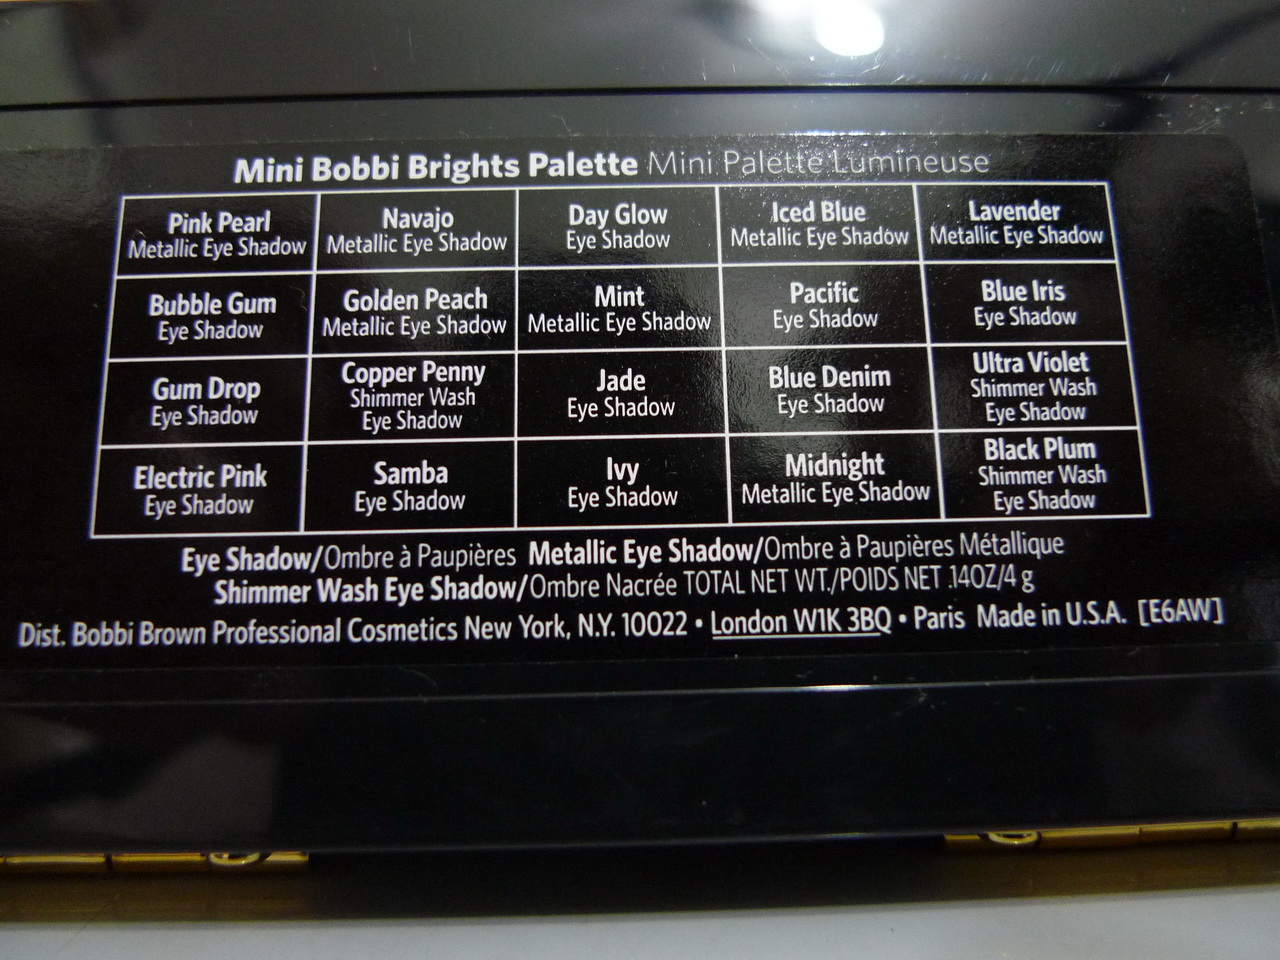 Mini Bobbi Brights Palette Mini Palette Lumineuse
Pink Pearl
Metallic Eye Shadow
Navajo
Metallic Eye Shadow
Day Glow
Eye Shadow
Iced Blue
Metallic Eye Shadow
Lavender
Metallic Eye Shadow
Bubble Gum
Eye Shadow
Golden Peach
Metallic Eye Shadow
Mint
Metallic Eye Shadow
Pacific
Eye Shadow
Blue Iris
Eye Shadow
Gum Drop
Eye Shadow
Copper Penny
Shimmer Wash
Eye Shadow
Jade
Eye Shadow
Blue Denim
Eye Shadow
Ultra Violet
Shimmer Wash
Eye Shadow
Electric Pink
Eye Shadow
Samba
Eye Shadow
Ivy
Eye Shadow
Midnight
Metallic Eye Shadow
Black Plum
Shimmer Wash
Eye Shadow
Eye Shadow/Ombre à Paupières Metallic Eye Shadow/Ombre à Paupières Métallique
Shimmer Wash Eye Shadow/Ombre Nacrée TOTAL NET WT./POIDS NET .14OZ/4 g
Dist. Bobbi Brown Professional Cosmetics New York, N.Y. 10022 • London W1K 3BQ • Paris Made in U.S.A. [E6AW]